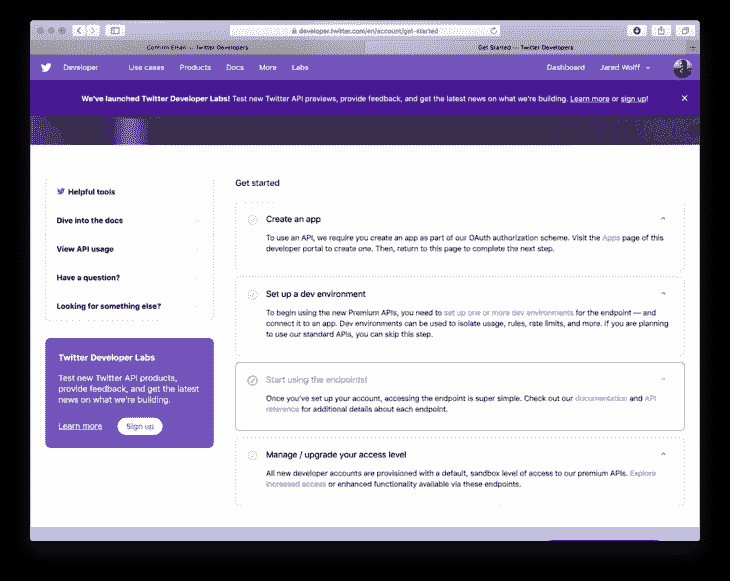 developer.twitter.com/en/account/get-started
Confirm Email — Twitter Developers
Get Started — Twitter Developers
Developer
Use cases
Products
Docs
More
Labs
Dashboard
Jared Wolff
We've launched Twitter Developer Labs! Test new Twitter API previews, provide feedback, and get the latest news on what we're building. Learn more or sign up!
Helpful tools
Dive into the docs
View API usage
Have a question?
Looking for something else?
Twitter Developer Labs
Test new Twitter API products,
provide feedback, and get the latest
news on what we're building.
Learn more
Sign up
Get started
Create an app
To use an API, we require you create an app as part of our OAuth authorization scheme. Visit the Apps page of this
developer portal to create one. Then, return to this page to complete the next step.
Set up a dev environment
To begin using the new Premium APIs, you need to set up one or more dev environments for the endpoint — and
connect it to an app. Dev environments can be used to isolate usage, rules, rate limits, and more. If you are planning
to use our standard APIs, you can skip this step.
Start using the endpoints!
Once you've set up your account, accessing the endpoint is super simple. Check out our documentation and API
reference for additional details about each endpoint.
Manage / upgrade your access level
All new developer accounts are provisioned with a default, sandbox level of access to our premium APIs. Explore
increased access or enhanced functionality available via these endpoints.